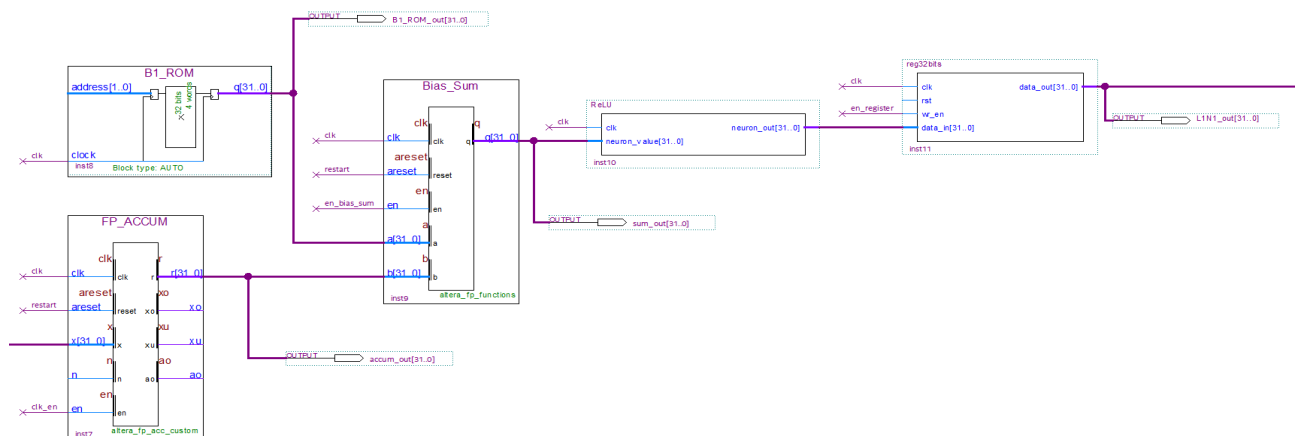 OUTPUT
B1_ROM_out[31..0]
B1_ROM
address[1..0]
32 bits
4 words
q[31..0]
clk
clock
inst8
Block type: AUTO
Bias_Sum
clk
q
clk
clk
clk
q
q[31..0]
areset
restart
areset
reset
en
en_bias_sum
en
en
a
a[31..0]
a
b
b[31..0]
b
inst9
altera_fp_functions
ReLU
clk
clk
neuron_value[31..0]
neuron_out[31..0]
inst10
OUTPUT
sum_out[31..0]
reg32bits
clk
clk
data_out[31..0]
rst
en_register
wr_en
data_in[31..0]
inst11
OUTPUT
L1N1_out[31..0]
FP_ACCUM
clk
r
clk
clk
clk
r
r[31..0]
areset
xo
restart
areset
reset
xo
xo
x
xu
x[31..0]
x
xu
xu
n
ao
n
n
ao
ao
en
clk_en
en
en
inst7
altera_fp_acc_custom
OUTPUT
accum_out[31..0]